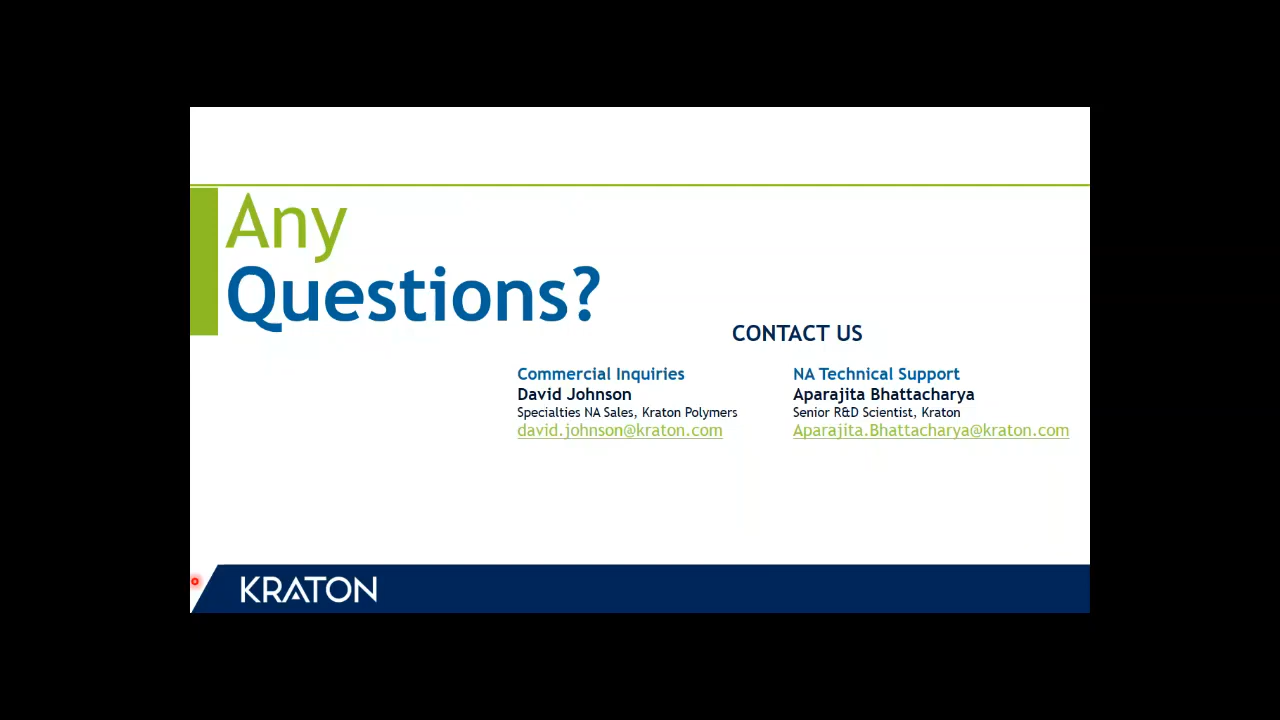 Any
Questions?
CONTACT US
Commercial Inquiries
David Johnson
Specialties NA Sales, Kraton Polymers
david.johnson@kraton.com
NA Technical Support
Aparajita Bhattacharya
Senior R&D Scientist, Kraton
Aparajita.Bhattacharya@kraton.com
KRATON